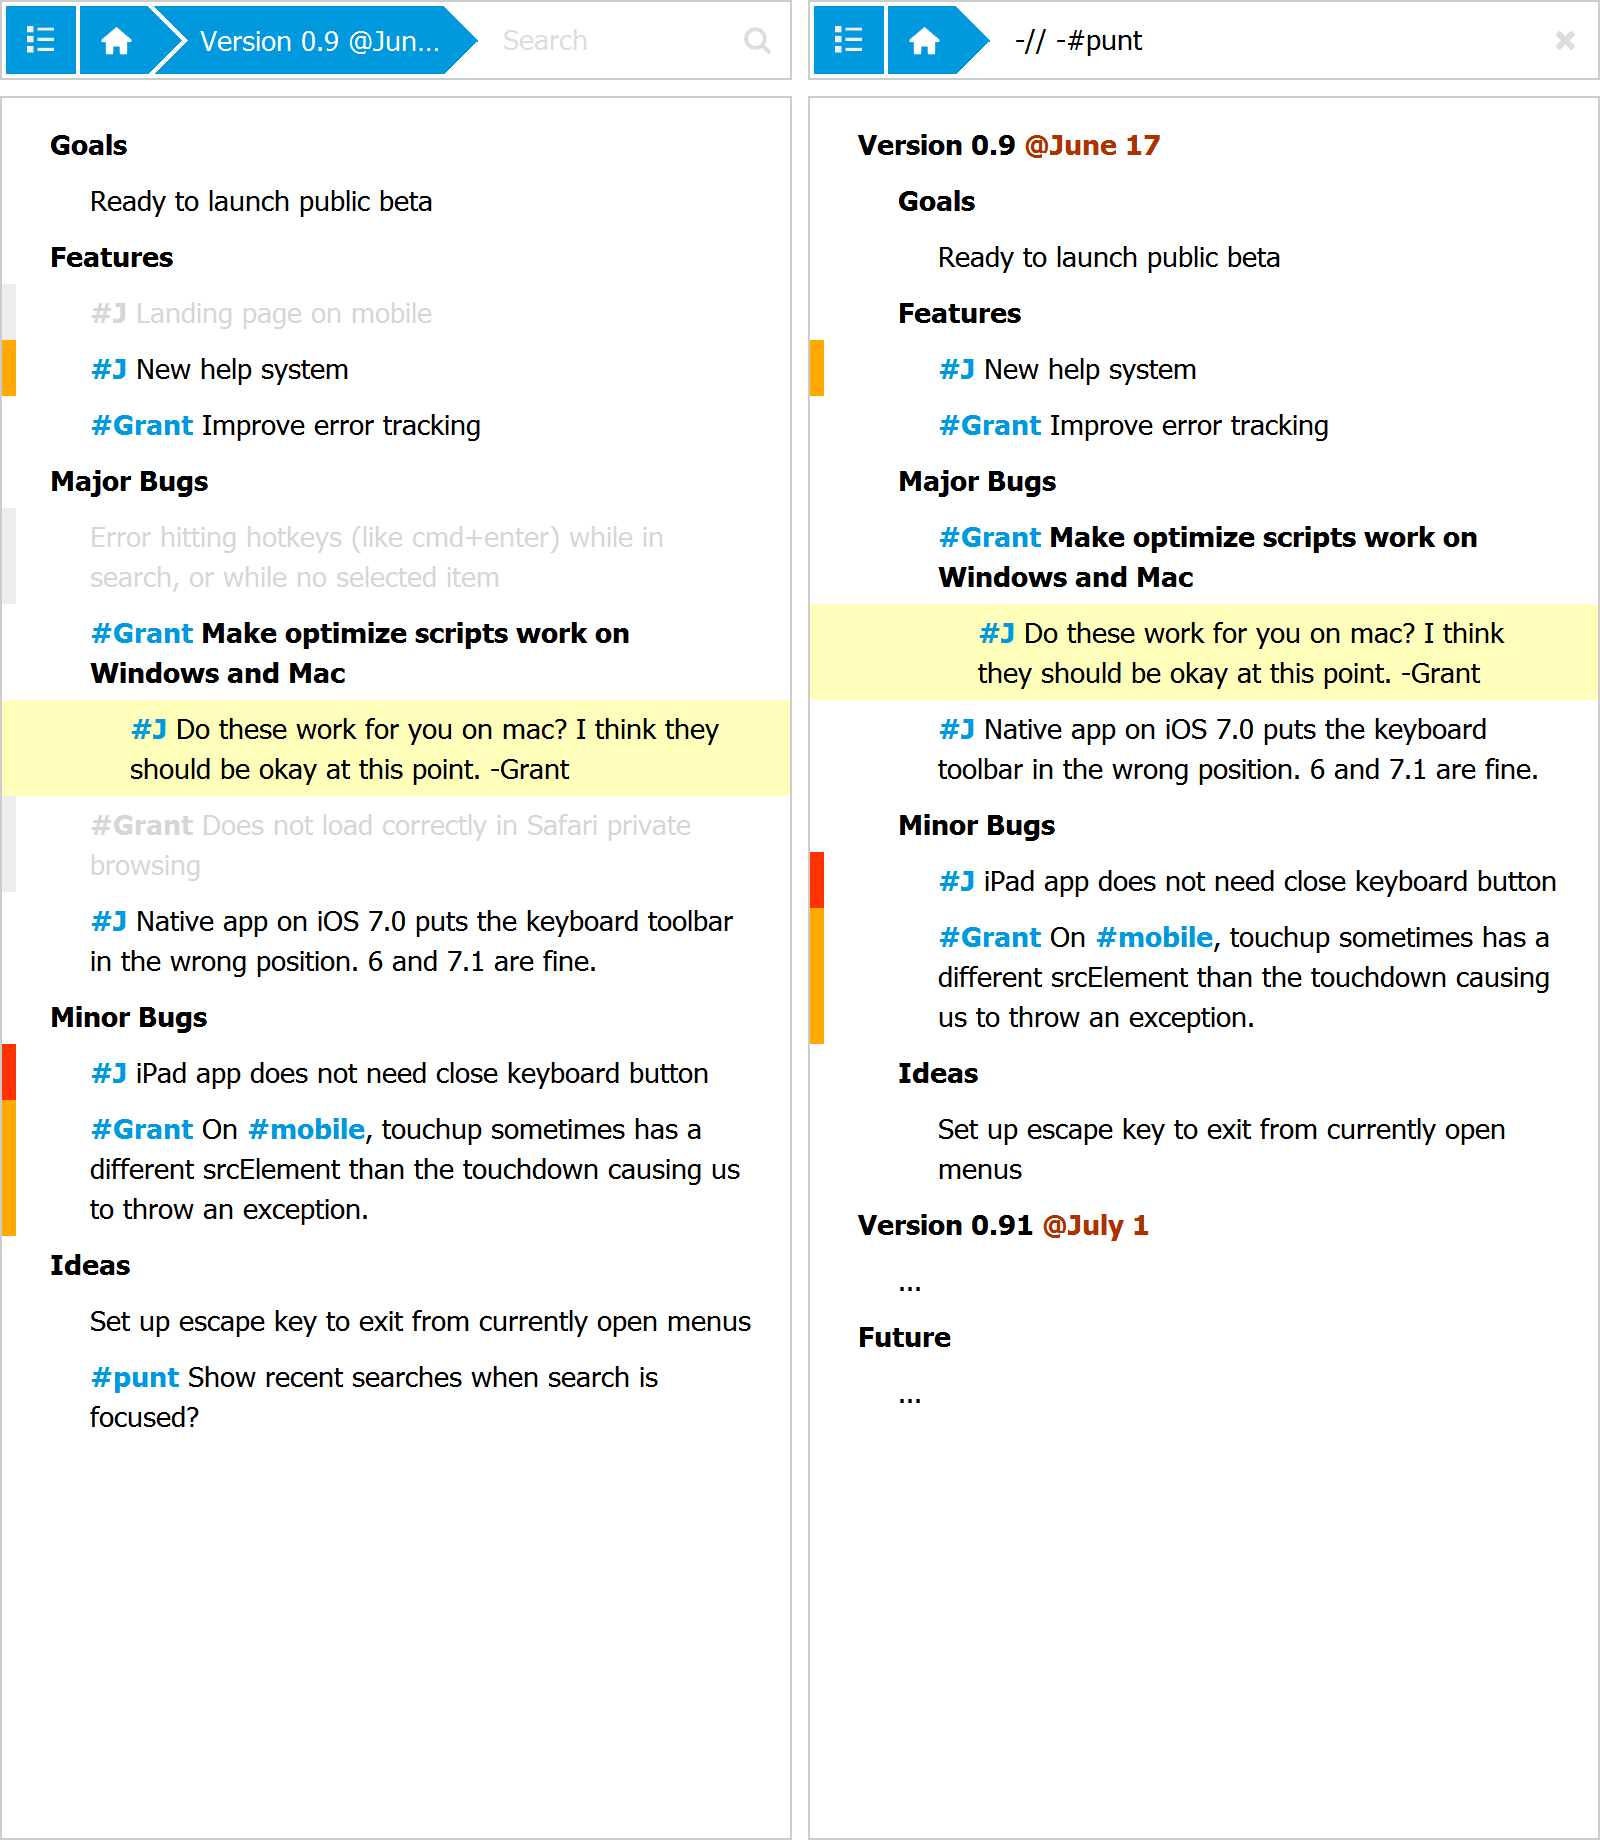 Version 0.9 @Jun...
Search
Goals
Ready to launch public beta
Features
#J Landing page on mobile
#J New help system
#Grant Improve error tracking
Major Bugs
Error hitting hotkeys (like cmd+enter) while in
search, or while no selected item
#Grant Make optimize scripts work on
Windows and Mac
#J Do these work for you on mac? I think they
should be okay at this point. -Grant
#Grant Does not load correctly in Safari private
browsing
#J Native app on iOS 7.0 puts the keyboard toolbar
in the wrong position. 6 and 7.1 are fine.
Minor Bugs
#J iPad app does not need close keyboard button
#Grant On #mobile, touchup sometimes has a
different srcElement than the touchdown causing us
to throw an exception.
Ideas
Set up escape key to exit from currently open menus
#punt Show recent searches when search is
focused?
-// -#punt
Version 0.9 @June 17
Goals
Ready to launch public beta
Features
#J New help system
#Grant Improve error tracking
Major Bugs
#Grant Make optimize scripts work on
Windows and Mac
#J Do these work for you on mac? I think
they should be okay at this point. -Grant
#J Native app on iOS 7.0 puts the keyboard
toolbar in the wrong position. 6 and 7.1 are fine.
Minor Bugs
#J iPad app does not need close keyboard button
#Grant On #mobile, touchup sometimes has a
different srcElement than the touchdown causing
us to throw an exception.
Ideas
Set up escape key to exit from currently open
menus
Version 0.91 @July 1
...
Future
...